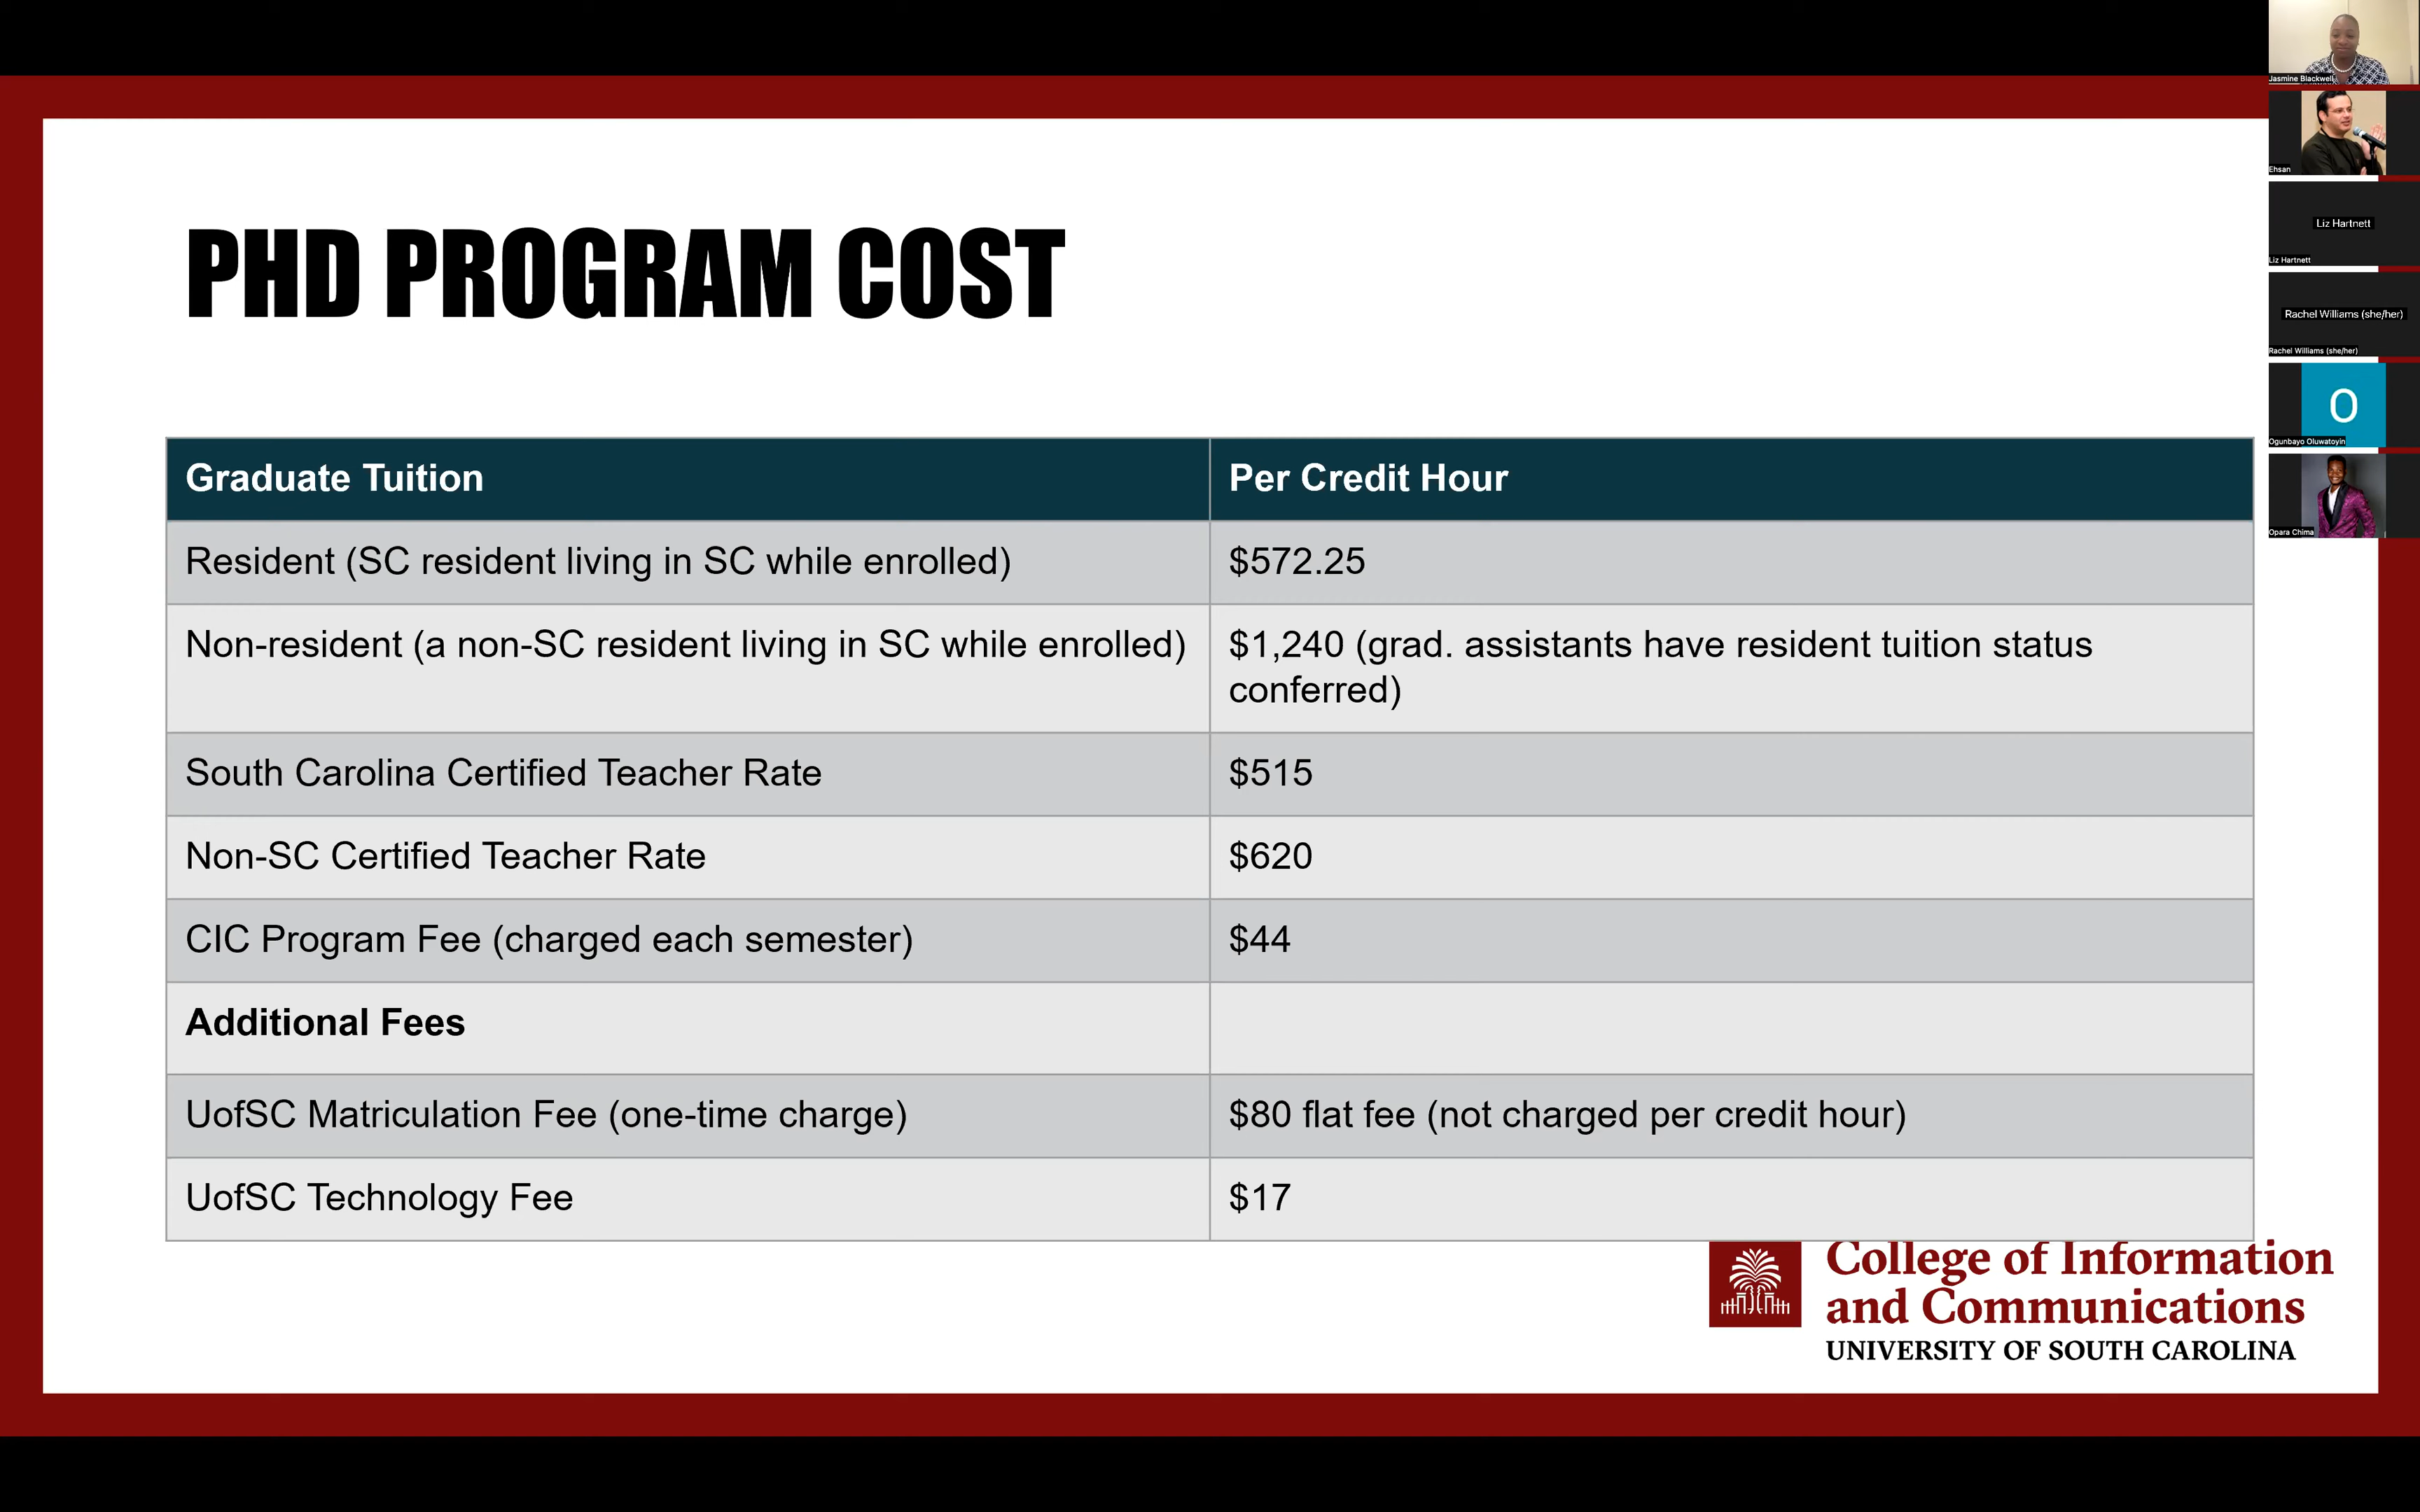 PHD PROGRAM COST
Graduate Tuition
Per Credit Hour
Resident (SC resident living in SC while enrolled)
$572.25
Non-resident (a non-SC resident living in SC while enrolled)
$1,240 (grad. assistants have resident tuition status
conferred)
South Carolina Certified Teacher Rate
$515
Non-SC Certified Teacher Rate
$620
CIC Program Fee (charged each semester)
$44
Additional Fees
UofSC Matriculation Fee (one-time charge)
$80 flat fee (not charged per credit hour)
UofSC Technology Fee
$17
College of Information
and Communications
UNIVERSITY OF SOUTH CAROLINA
Jasmine Blackwell
Ehsan
Liz Hartnett
Liz Hartnett
Rachel Williams (she/her)
Rachel Williams (she/her)
O
Ogunbayo Oluwatoyin
Opara Chima